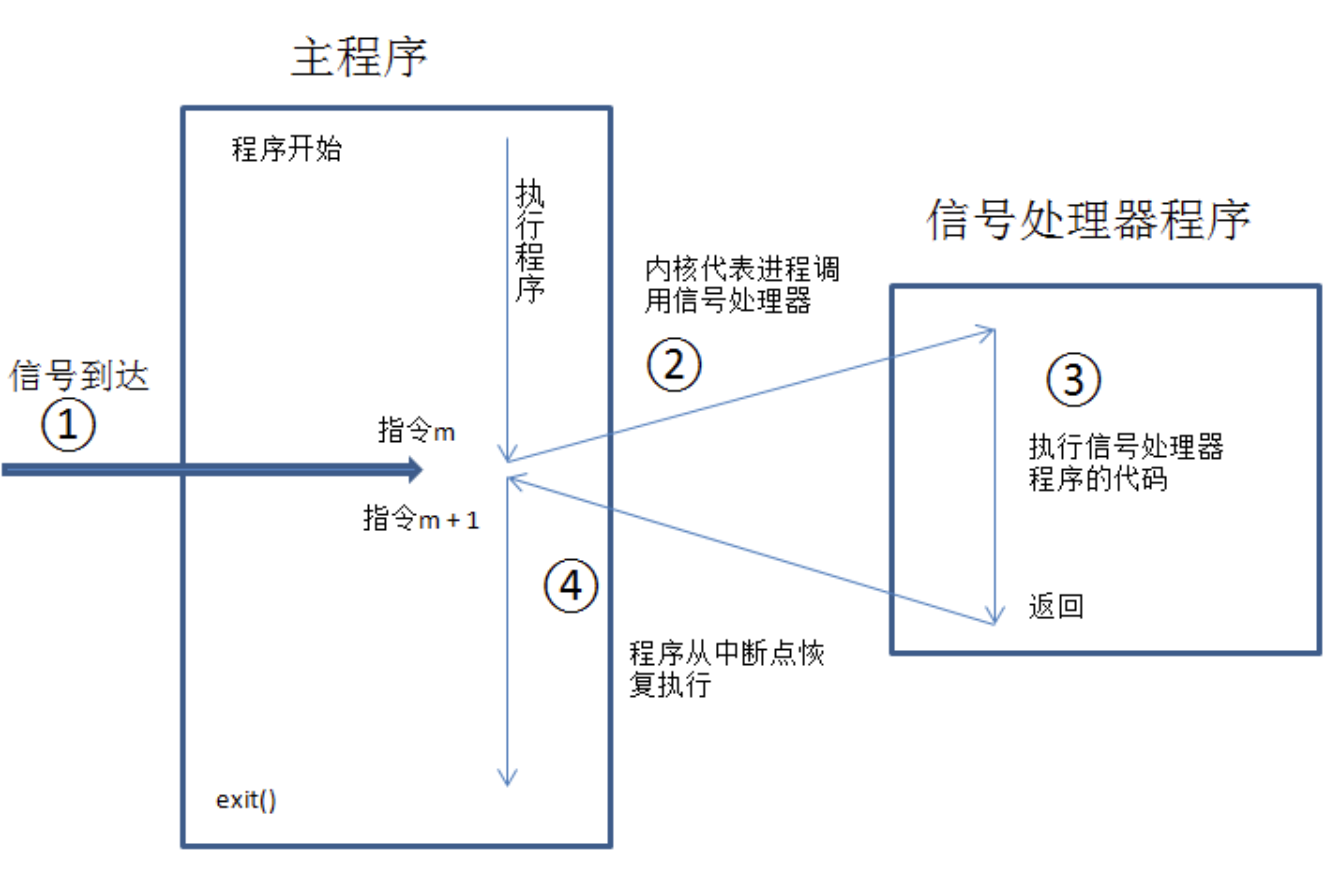 主程序
程序开始
执行程序
信号处理器程序
内核代表进程调
用信号处理器
②
信号到达
①
③
指令m
执行信号处理器
程序的代码
指令m + 1
④
返回
程序从中断点恢
复执行
exit()